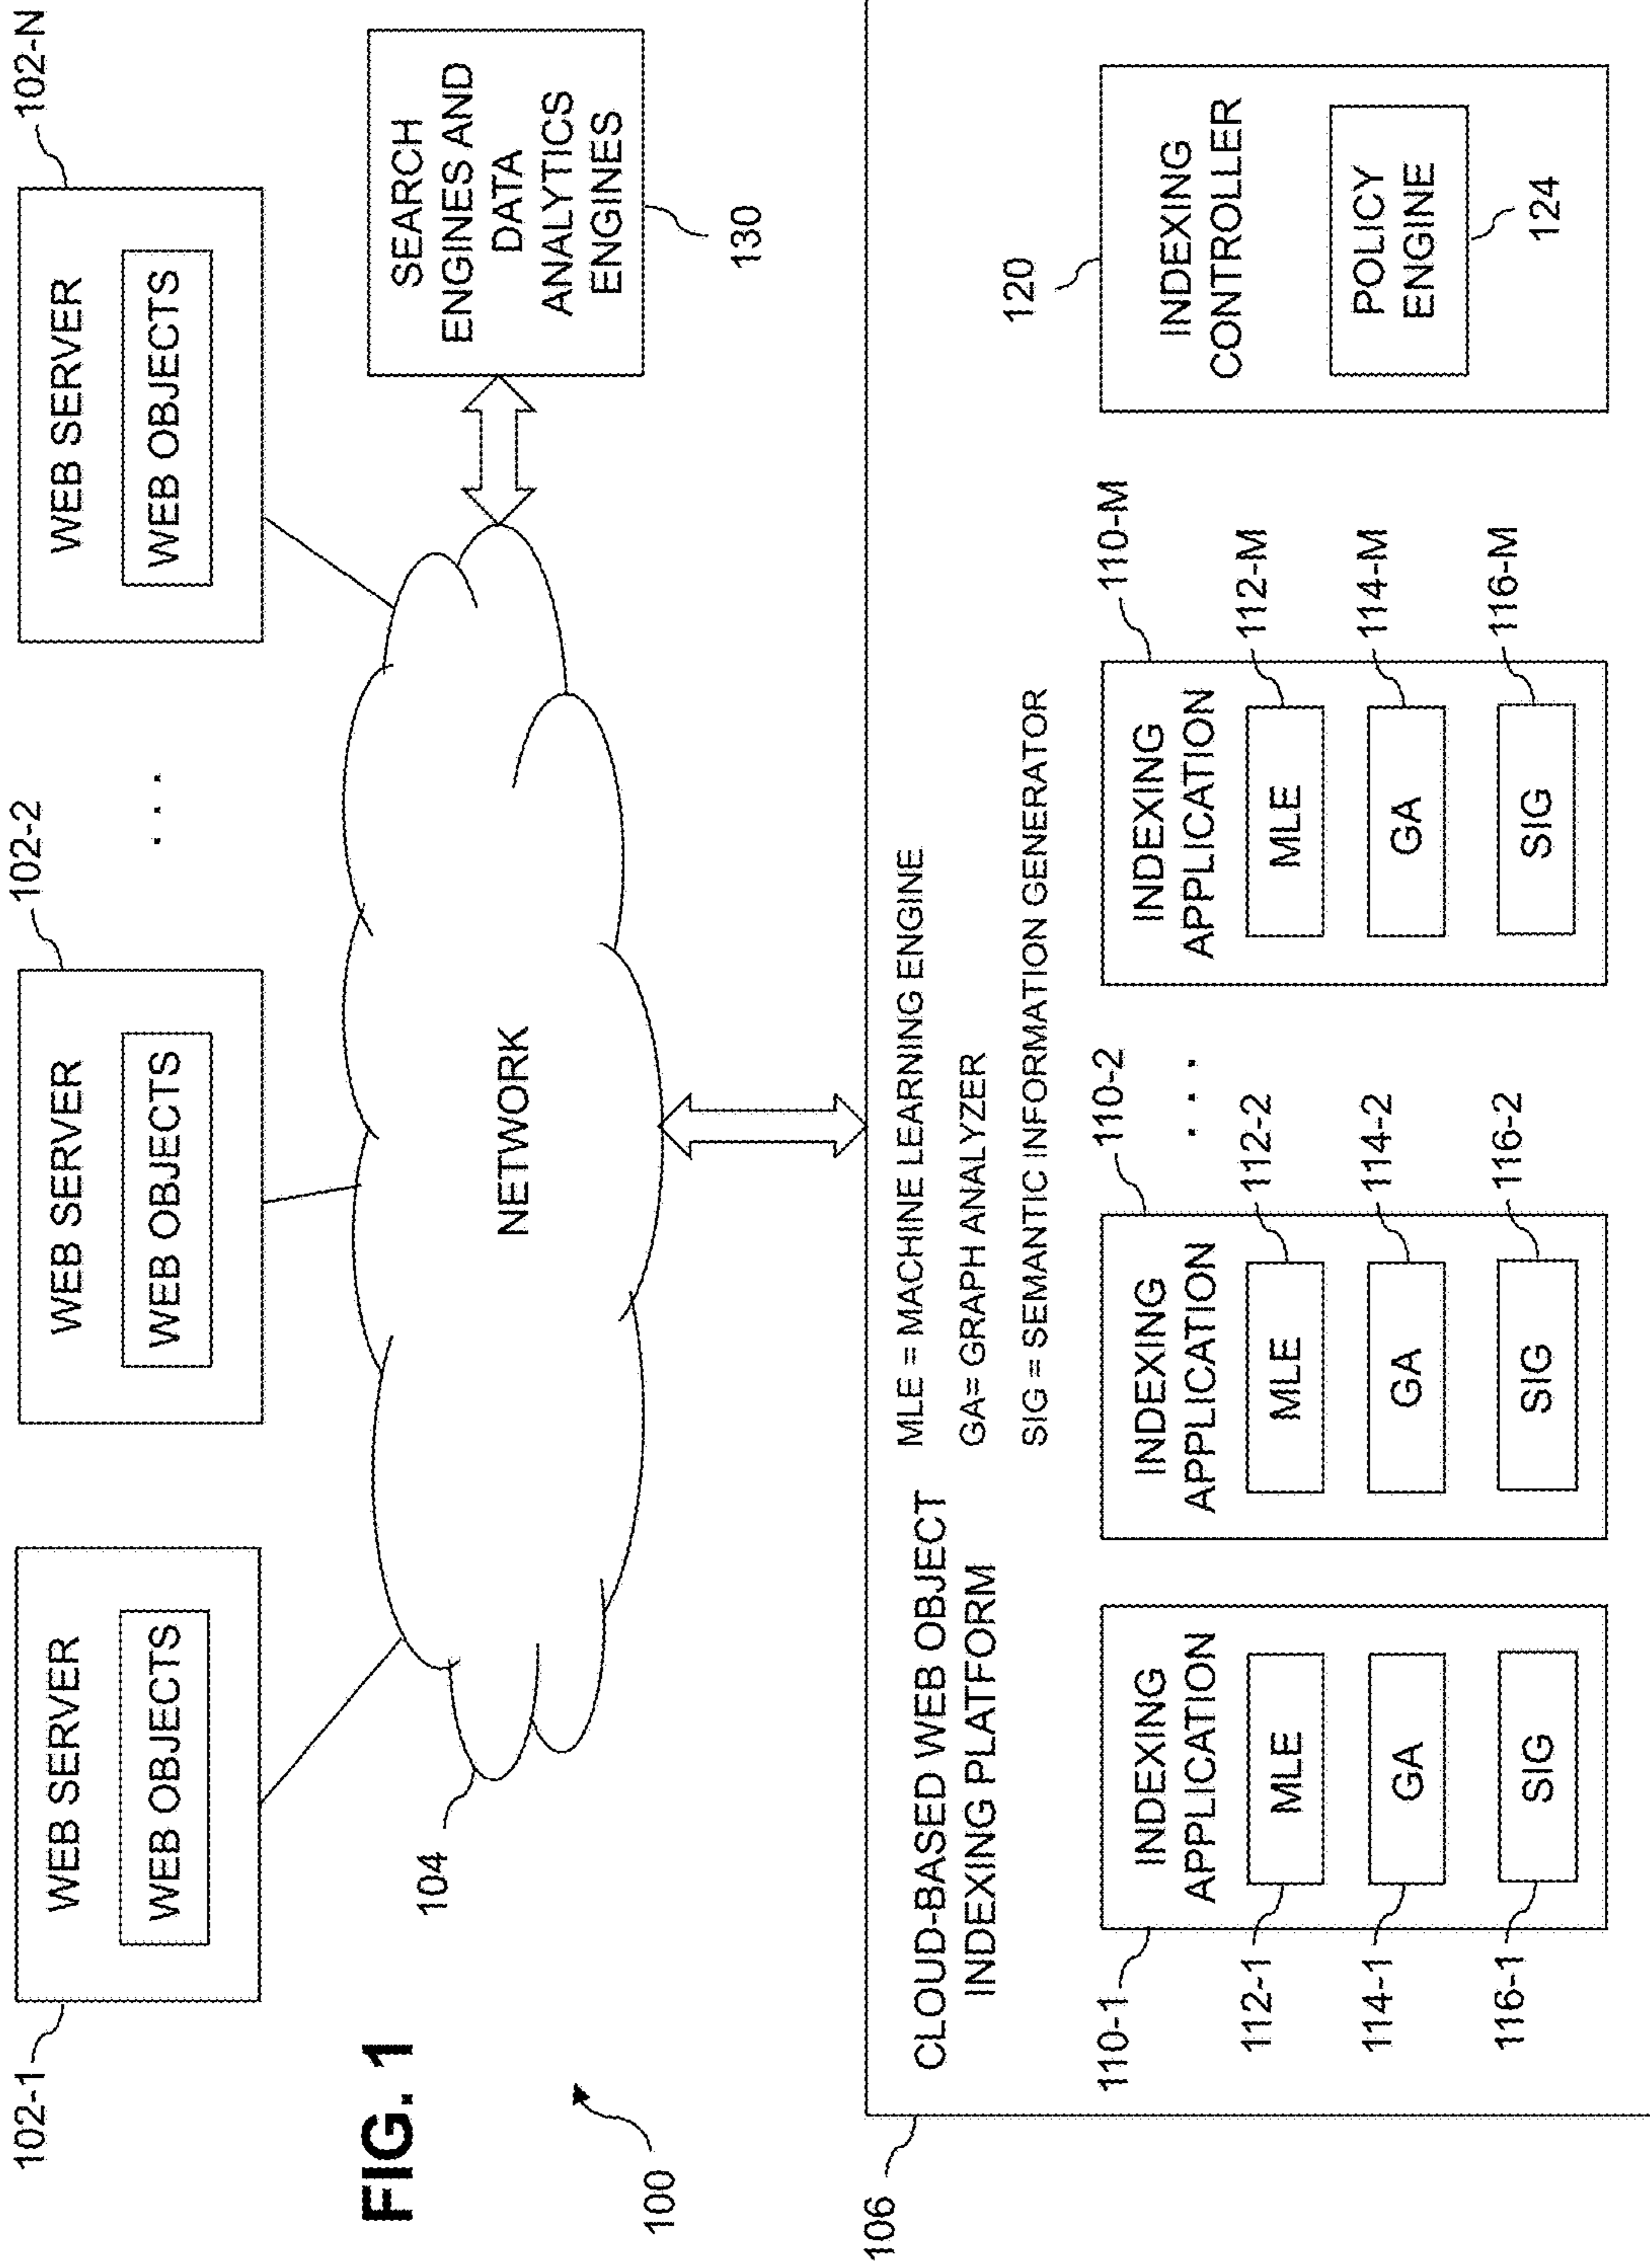 102-1
102-2
102-N
WEB SERVER
WEB OBJECTS
WEB SERVER
WEB OBJECTS
. . .
WEB SERVER
WEB OBJECTS
FIG. 1
100
104
NETWORK
SEARCH
ENGINES AND
DATA
ANALYTICS
ENGINES
130
106
CLOUD-BASED WEB OBJECT
INDEXING PLATFORM
MLE = MACHINE LEARNING ENGINE
GA= GRAPH ANALYZER
SIG = SEMANTIC INFORMATION GENERATOR
110-1
INDEXING
APPLICATION
112-1
MLE
114-1
GA
116-1
SIG
110-2
INDEXING
APPLICATION
112-2
MLE
114-2
GA
116-2
SIG
. . .
110-M
INDEXING
APPLICATION
112-M
MLE
114-M
GA
116-M
SIG
120
INDEXING
CONTROLLER
POLICY
ENGINE
124